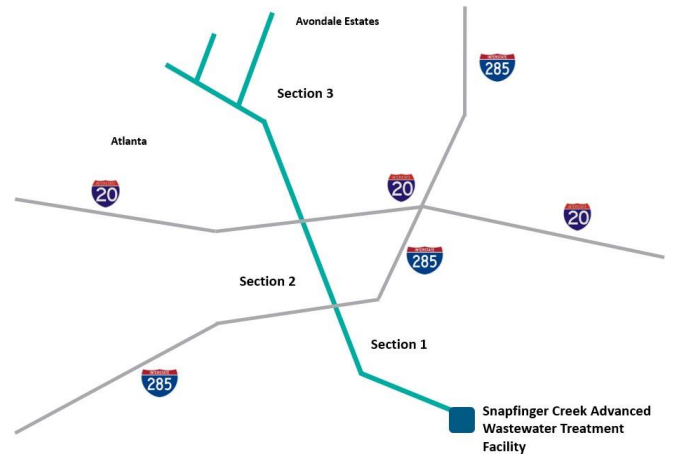 Avondale Estates
285
Section 3
Atlanta
20
20
20
285
Section 2
Section 1
285
Snapfinger Creek Advanced
Wastewater Treatment
Facility